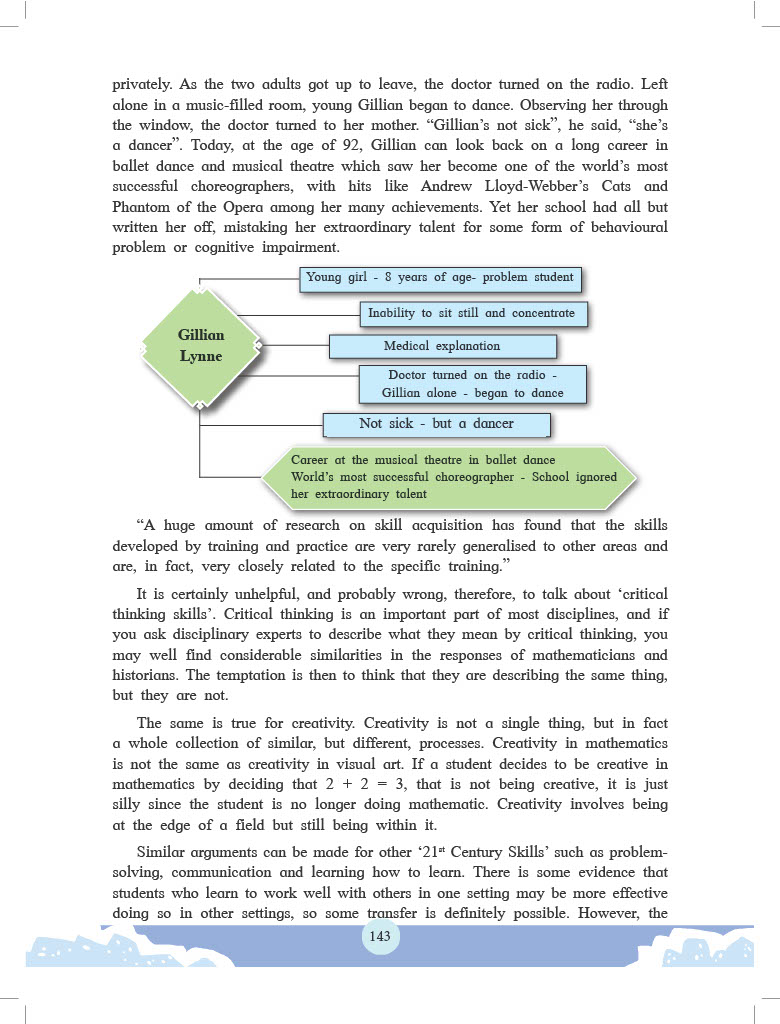 privately. As the two adults got up to leave, the doctor turned on the radio. Left
alone in a music-filled room, young Gillian began to dance. Observing her through
the window, the doctor turned to her mother. “Gillian’s not sick”, he said, “she’s
a dancer”. Today, at the age of 92, Gillian can look back on a long career in
ballet dance and musical theatre which saw her become one of the world’s most
successful choreographers, with hits like Andrew Lloyd-Webber’s Cats and
Phantom of the Opera among her many achievements. Yet her school had all but
written her off, mistaking her extraordinary talent for some form of behavioural
problem or cognitive impairment.
Gillian
Lynne
Young girl - 8 years of age- problem student
Inability to sit still and concentrate
Medical explanation
Doctor turned on the radio -
Gillian alone - began to dance
Not sick - but a dancer
Career at the musical theatre in ballet dance
World’s most successful choreographer - School ignored
her extraordinary talent
“A huge amount of research on skill acquisition has found that the skills
developed by training and practice are very rarely generalised to other areas and
are, in fact, very closely related to the specific training.”
It is certainly unhelpful, and probably wrong, therefore, to talk about ‘critical
thinking skills’. Critical thinking is an important part of most disciplines, and if
you ask disciplinary experts to describe what they mean by critical thinking, you
may well find considerable similarities in the responses of mathematicians and
historians. The temptation is then to think that they are describing the same thing,
but they are not.
The same is true for creativity. Creativity is not a single thing, but in fact
a whole collection of similar, but different, processes. Creativity in mathematics
is not the same as creativity in visual art. If a student decides to be creative in
mathematics by deciding that 2 + 2 = 3, that is not being creative, it is just
silly since the student is no longer doing mathematic. Creativity involves being
at the edge of a field but still being within it.
Similar arguments can be made for other ‘21st Century Skills’ such as problem-
solving, communication and learning how to learn. There is some evidence that
students who learn to work well with others in one setting may be more effective
doing so in other settings, so some transfer is definitely possible. However, the
143